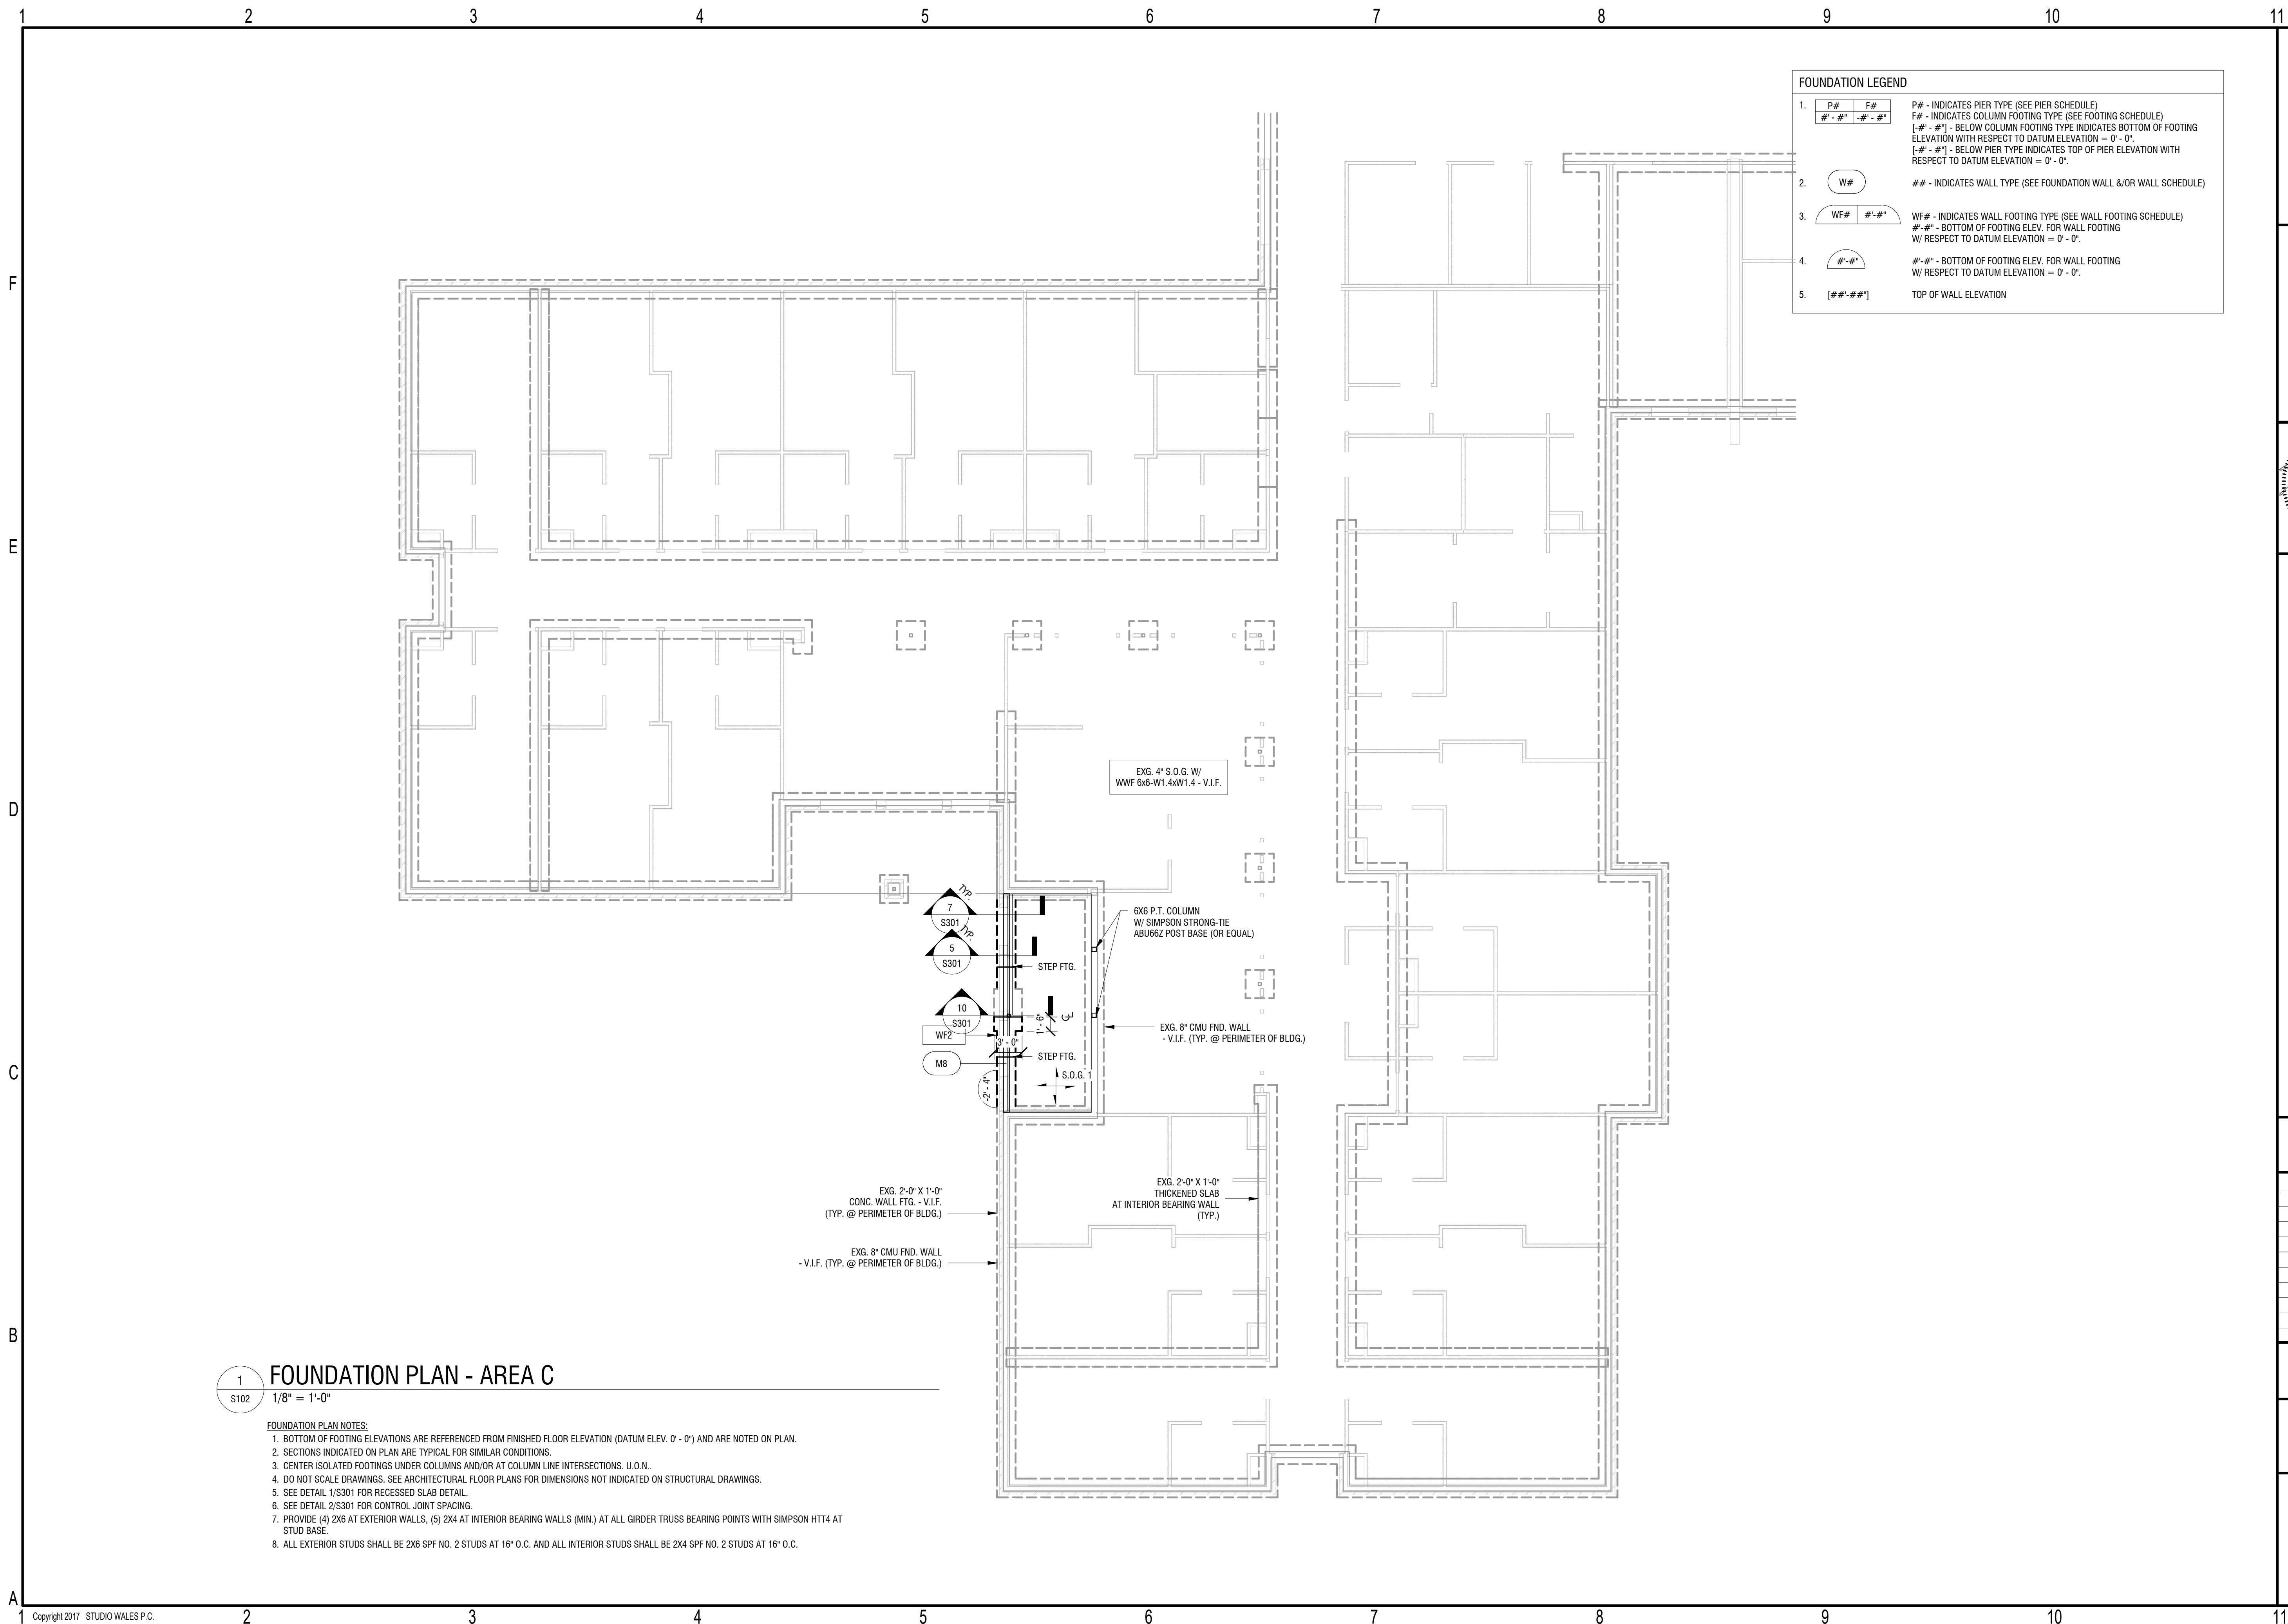 1 2 3 4 5 6 7 8 9 10 11
FOUNDATION LEGEND
1. P# F#
#' - #" -#' - #"
P# - INDICATES PIER TYPE (SEE PIER SCHEDULE)
F# - INDICATES COLUMN FOOTING TYPE (SEE FOOTING SCHEDULE)
[-#' - #"] - BELOW COLUMN FOOTING TYPE INDICATES BOTTOM OF FOOTING
ELEVATION WITH RESPECT TO DATUM ELEVATION = 0' - 0".
[-#' - #"] - BELOW PIER TYPE INDICATES TOP OF PIER ELEVATION WITH
RESPECT TO DATUM ELEVATION = 0' - 0".
2. W# ## - INDICATES WALL TYPE (SEE FOUNDATION WALL &/OR WALL SCHEDULE)
3. WF# #'-#" WF# - INDICATES WALL FOOTING TYPE (SEE WALL FOOTING SCHEDULE)
#'-#" - BOTTOM OF FOOTING ELEV. FOR WALL FOOTING
W/ RESPECT TO DATUM ELEVATION = 0' - 0".
4. #'-#" #'-#" - BOTTOM OF FOOTING ELEV. FOR WALL FOOTING
W/ RESPECT TO DATUM ELEVATION = 0' - 0".
5. [##'-##"] TOP OF WALL ELEVATION
F
E
D
C
B
A
EXG. 4" S.O.G. W/
WWF 6x6-W1.4xW1.4 - V.I.F.
TYP.
7
S301
TYP.
5
S301
6X6 P.T. COLUMN
W/ SIMPSON STRONG-TIE
ABU66Z POST BASE (OR EQUAL)
STEP FTG.
10
S301
1' - 6"
CL
WF2
3' - 0"
EXG. 8" CMU FND. WALL
- V.I.F. (TYP. @ PERIMETER OF BLDG.)
STEP FTG.
M8
S.O.G. 1
-2' - 4"
EXG. 2'-0" X 1'-0"
CONC. WALL FTG. - V.I.F.
(TYP. @ PERIMETER OF BLDG.)
EXG. 2'-0" X 1'-0"
THICKENED SLAB
AT INTERIOR BEARING WALL
(TYP.)
EXG. 8" CMU FND. WALL
- V.I.F. (TYP. @ PERIMETER OF BLDG.)
1
S102
FOUNDATION PLAN - AREA C
1/8" = 1'-0"
FOUNDATION PLAN NOTES:
1. BOTTOM OF FOOTING ELEVATIONS ARE REFERENCED FROM FINISHED FLOOR ELEVATION (DATUM ELEV. 0' - 0") AND ARE NOTED ON PLAN.
2. SECTIONS INDICATED ON PLAN ARE TYPICAL FOR SIMILAR CONDITIONS.
3. CENTER ISOLATED FOOTINGS UNDER COLUMNS AND/OR AT COLUMN LINE INTERSECTIONS. U.O.N..
4. DO NOT SCALE DRAWINGS. SEE ARCHITECTURAL FLOOR PLANS FOR DIMENSIONS NOT INDICATED ON STRUCTURAL DRAWINGS.
5. SEE DETAIL 1/S301 FOR RECESSED SLAB DETAIL.
6. SEE DETAIL 2/S301 FOR CONTROL JOINT SPACING.
7. PROVIDE (4) 2X6 AT EXTERIOR WALLS, (5) 2X4 AT INTERIOR BEARING WALLS (MIN.) AT ALL GIRDER TRUSS BEARING POINTS WITH SIMPSON HTT4 AT
STUD BASE.
8. ALL EXTERIOR STUDS SHALL BE 2X6 SPF NO. 2 STUDS AT 16" O.C. AND ALL INTERIOR STUDS SHALL BE 2X4 SPF NO. 2 STUDS AT 16" O.C.
Copyright 2017 STUDIO WALES P.C.
1 2 3 4 5 6 7 8 9 10 11